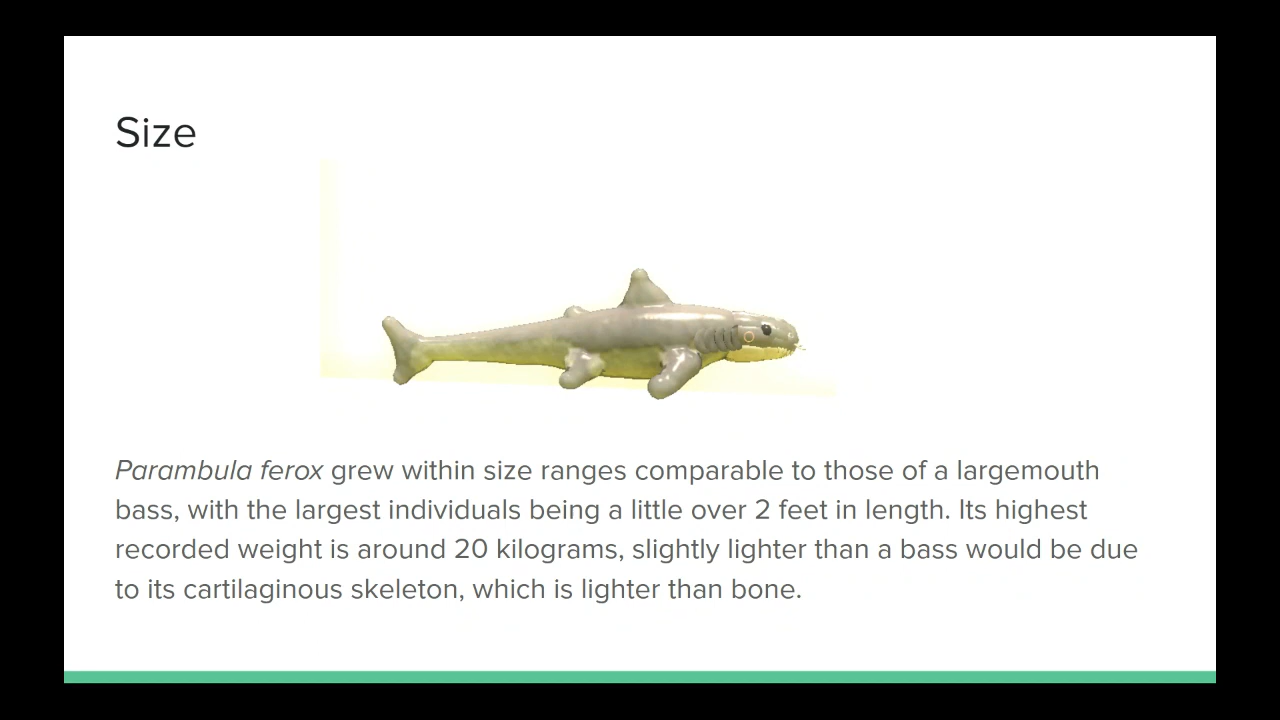 Size
Parambula ferox grew within size ranges comparable to those of a largemouth
bass, with the largest individuals being a little over 2 feet in length. Its highest
recorded weight is around 20 kilograms, slightly lighter than a bass would be due
to its cartilaginous skeleton, which is lighter than bone.